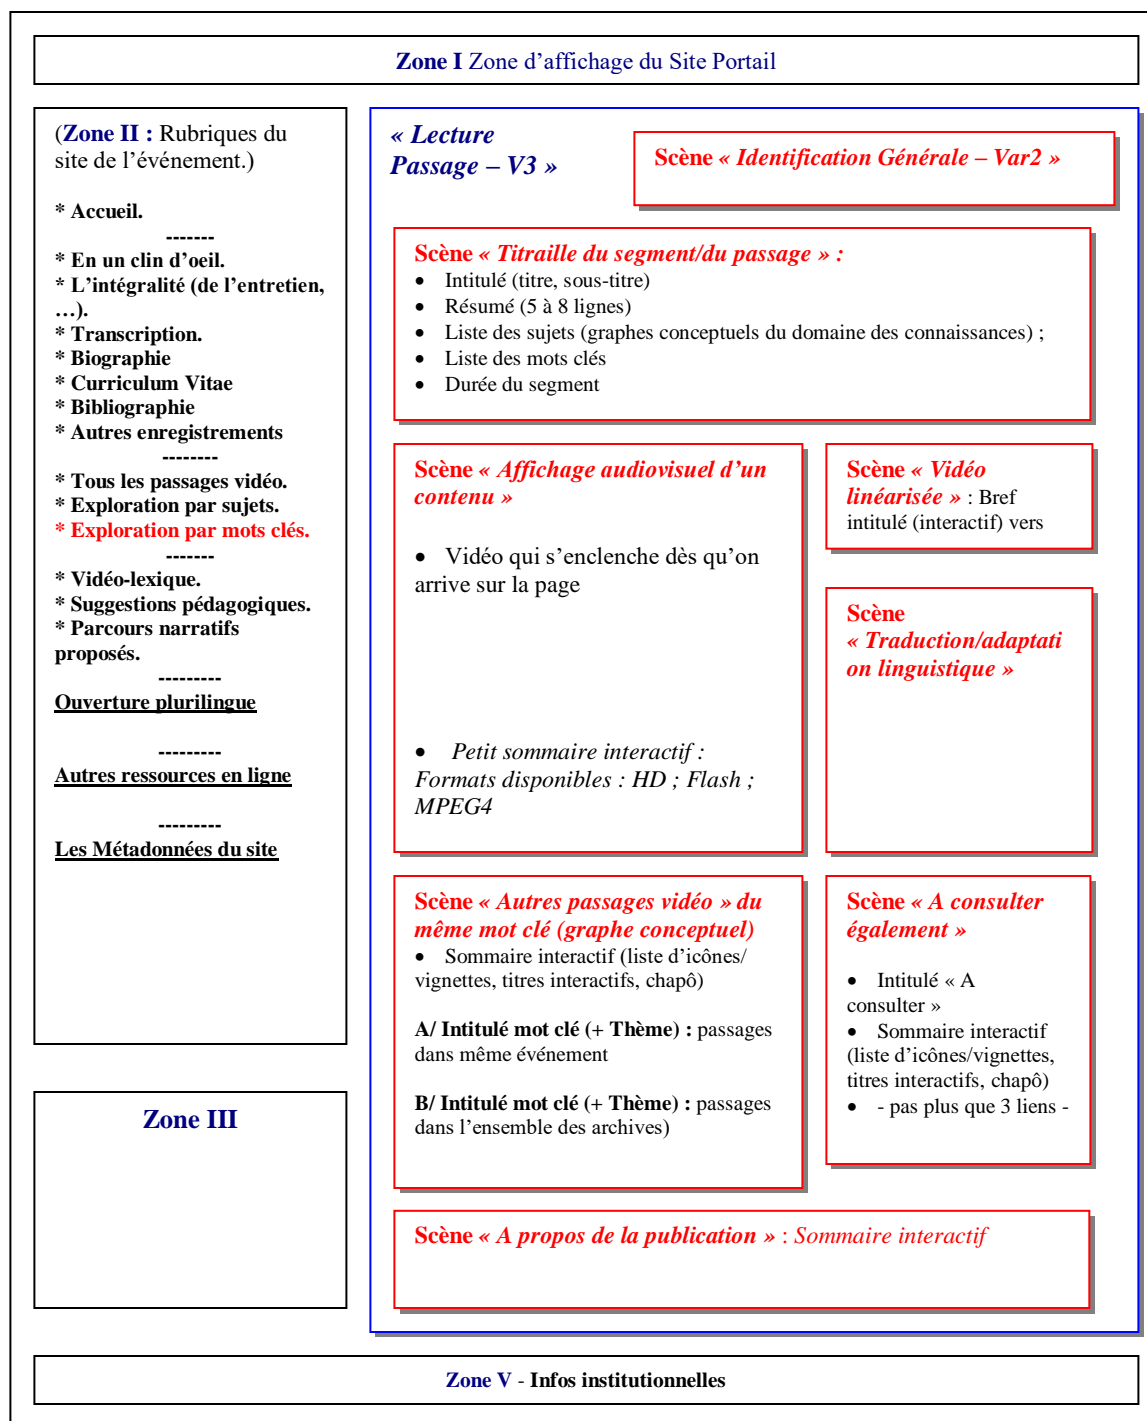 Zone I Zone d’affichage du Site Portail
(Zone II : Rubriques du
site de l’événement.)
* Accueil.
-------
* En un clin d’oeil.
* L’intégralité (de l’entretien,
…).
* Transcription.
* Biographie
* Curriculum Vitae
* Bibliographie
* Autres enregistrements
--------
* Tous les passages vidéo.
* Exploration par sujets.
* Exploration par mots clés.
-------
* Vidéo-lexique.
* Suggestions pédagogiques.
* Parcours narratifs
proposés.
---------
Ouverture plurilingue
---------
Autres ressources en ligne
---------
Les Métadonnées du site
Zone III
« Lecture
Passage – V3 »
Scène « Identification Générale – Var2 »
Scène « Titraille du segment/du passage » :
• Intitulé (titre, sous-titre)
• Résumé (5 à 8 lignes)
• Liste des sujets (graphes conceptuels du domaine des connaissances) ;
• Liste des mots clés
• Durée du segment
Scène « Affichage audiovisuel d’un
contenu »
• Vidéo qui s’enclenche dès qu’on
arrive sur la page
• Petit sommaire interactif :
Formats disponibles : HD ; Flash ;
MPEG4
Scène « Vidéo
linéarisée » : Bref
intitulé (interactif) vers
Scène
« Traduction/adaptati
on linguistique »
Scène « Autres passages vidéo » du
même mot clé (graphe conceptuel)
• Sommaire interactif (liste d’icônes/
vignettes, titres interactifs, chapô)
A/ Intitulé mot clé (+ Thème) : passages
dans même événement
B/ Intitulé mot clé (+ Thème) : passages
dans l’ensemble des archives)
Scène « A consulter
également »
• Intitulé « A
consulter »
• Sommaire interactif
(liste d’icônes/vignettes,
titres interactifs, chapô)
• - pas plus que 3 liens -
Scène « A propos de la publication » : Sommaire interactif
Zone V - Infos institutionnelles